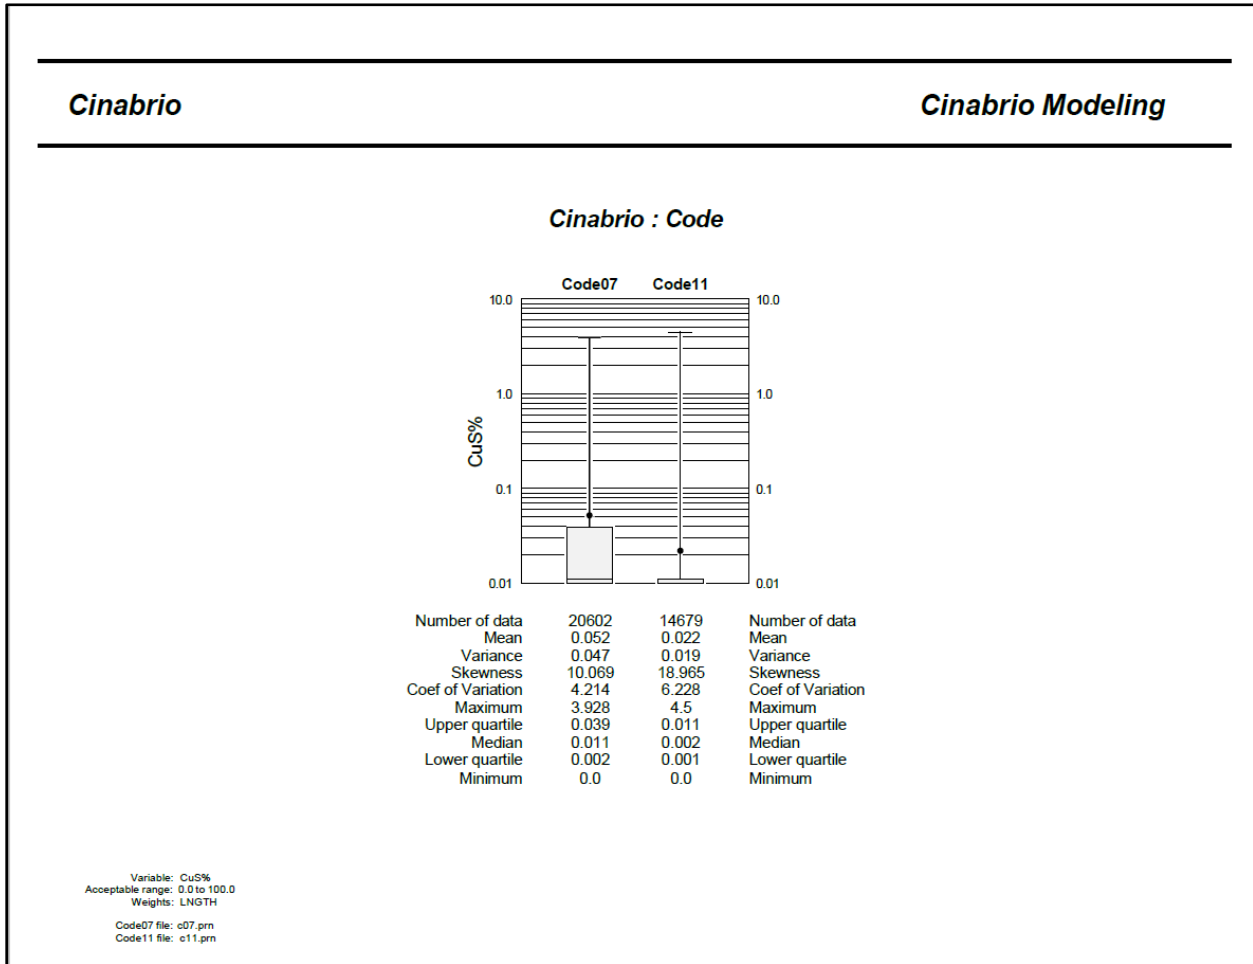 Cinabrio Cinabrio Modeling
Cinabrio : Code
Code07 Code11
10.0 10.0
1.0 1.0
CuS%
0.1 0.1
0.01 0.01
Number of data 20602 14679 Number of data
Mean 0.052 0.022 Mean
Variance 0.047 0.019 Variance
Skewness 10.069 18.965 Skewness
Coef of Variation 4.214 6.228 Coef of Variation
Maximum 3.928 4.5 Maximum
Upper quartile 0.039 0.011 Upper quartile
Median 0.011 0.002 Median
Lower quartile 0.002 0.001 Lower quartile
Minimum 0.0 0.0 Minimum
Variable: CuS%
Acceptable range: 0.0 to 100.0
Weights: LNGTH
Code07 file: c07.prn
Code11 file: c11.prn